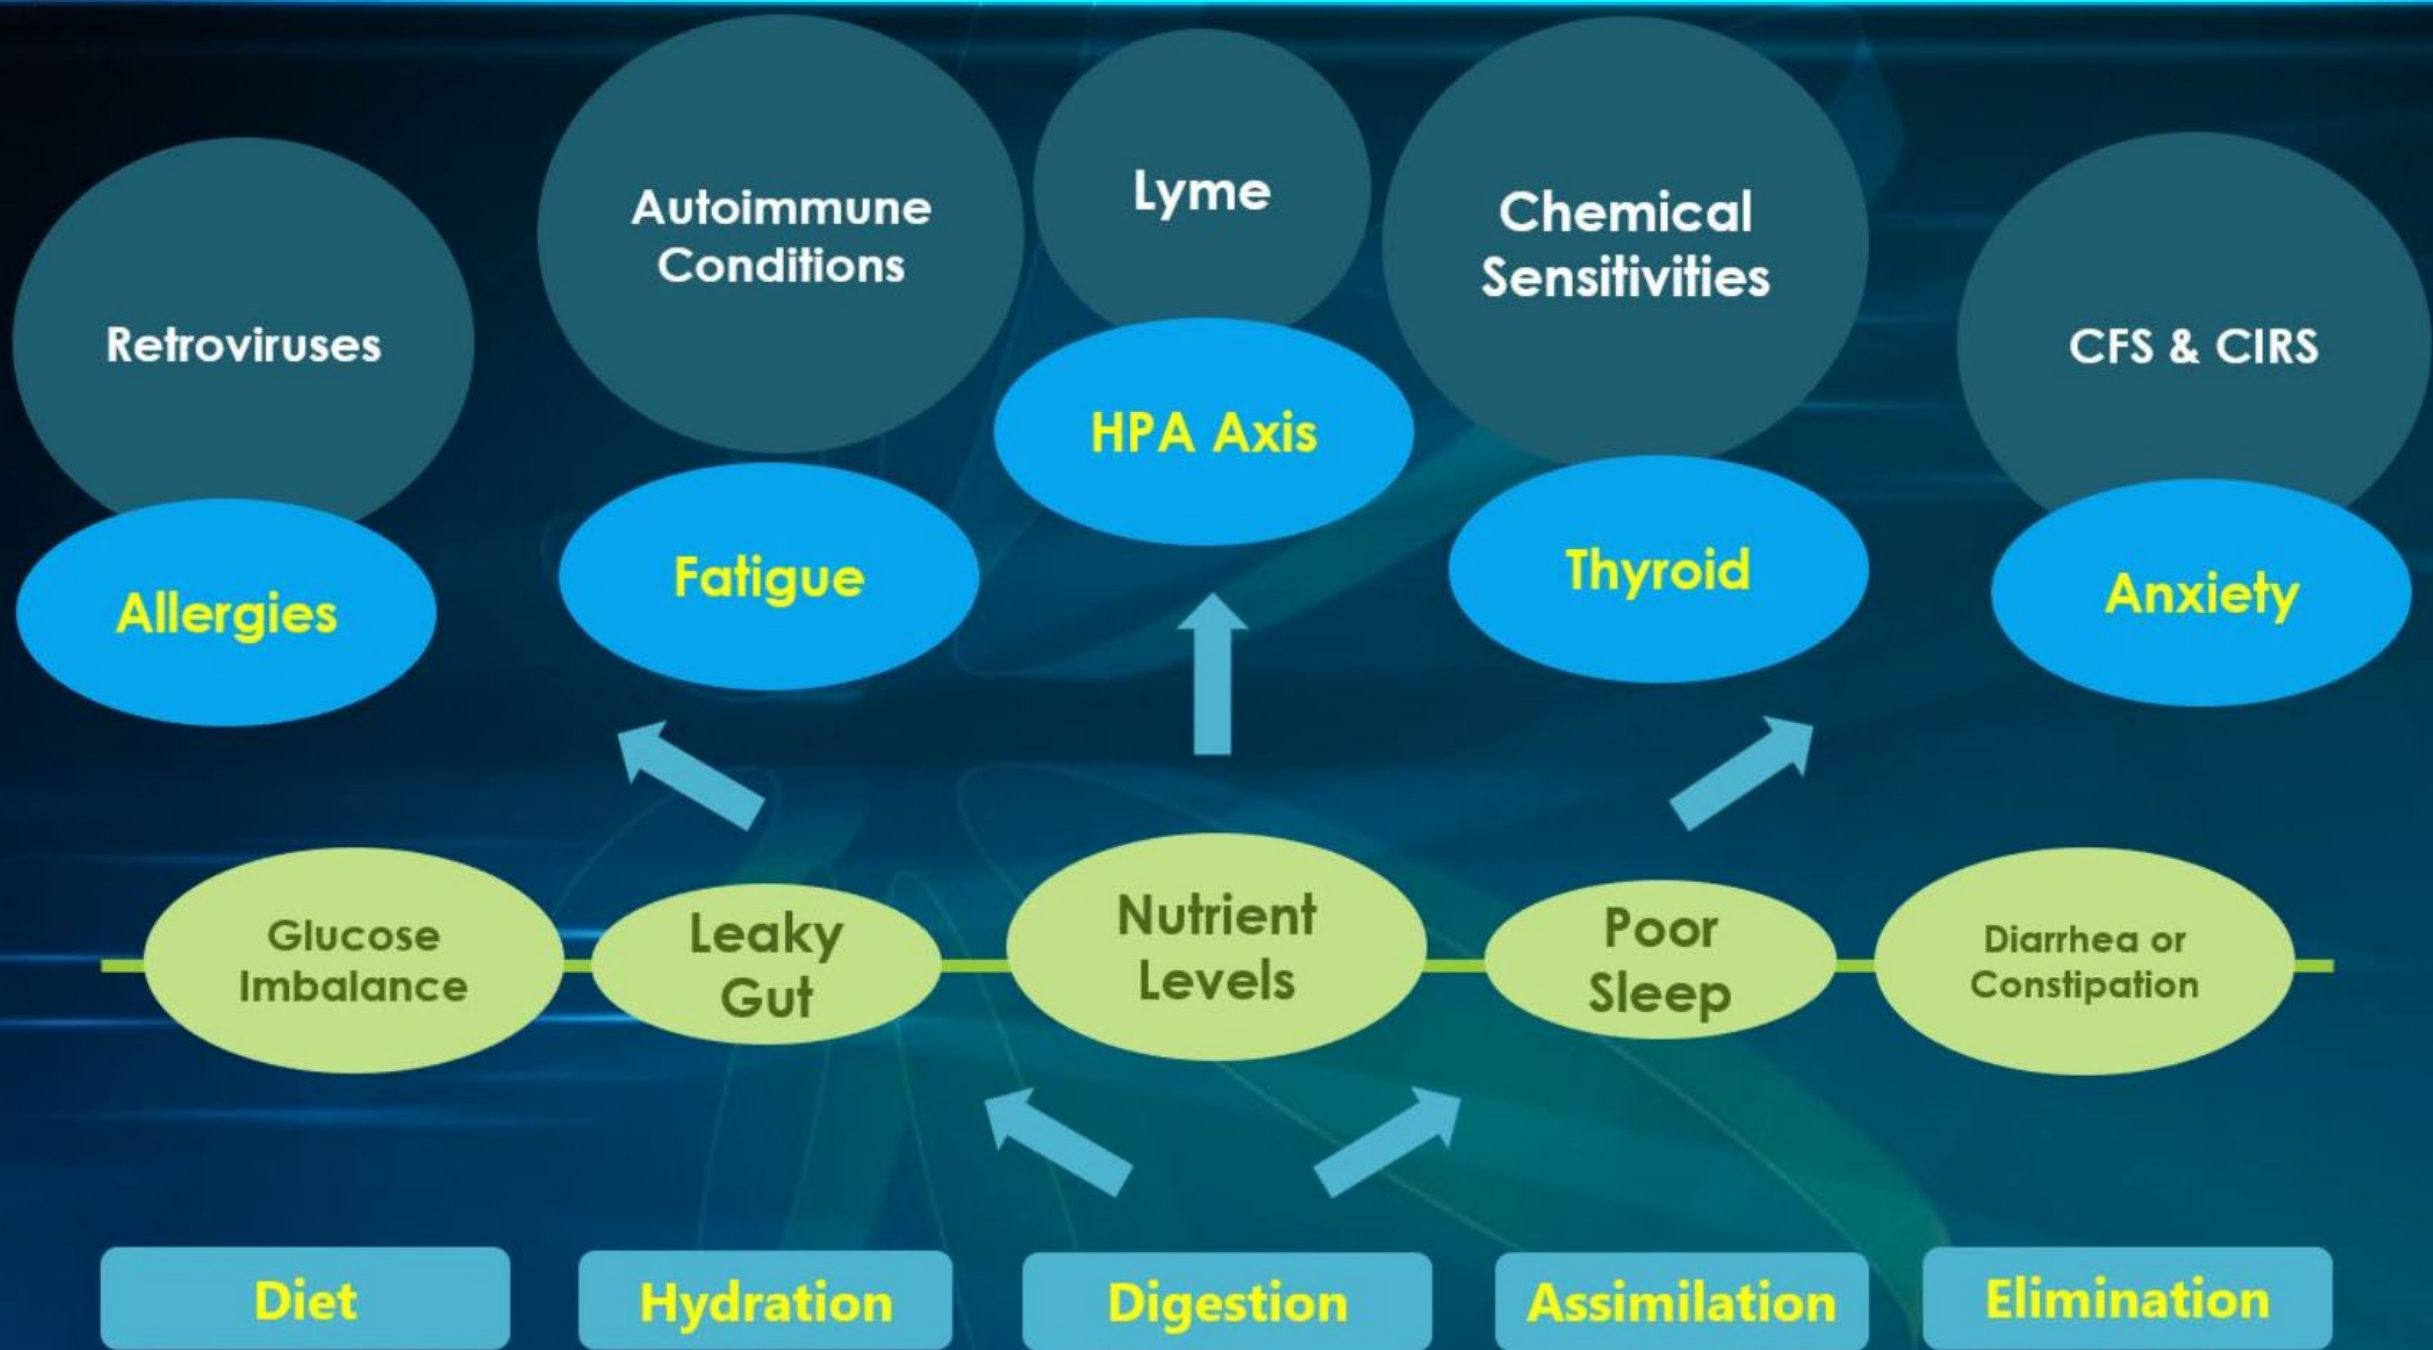 Retroviruses
Autoimmune
Conditions
Lyme
Chemical
Sensitivities
CFS & CIRS
Allergies
Fatigue
HPA Axis
Thyroid
Anxiety
Glucose
Imbalance
Leaky
Gut
Nutrient
Levels
Poor
Sleep
Diarrhea or
Constipation
Diet
Hydration
Digestion
Assimilation
Elimination